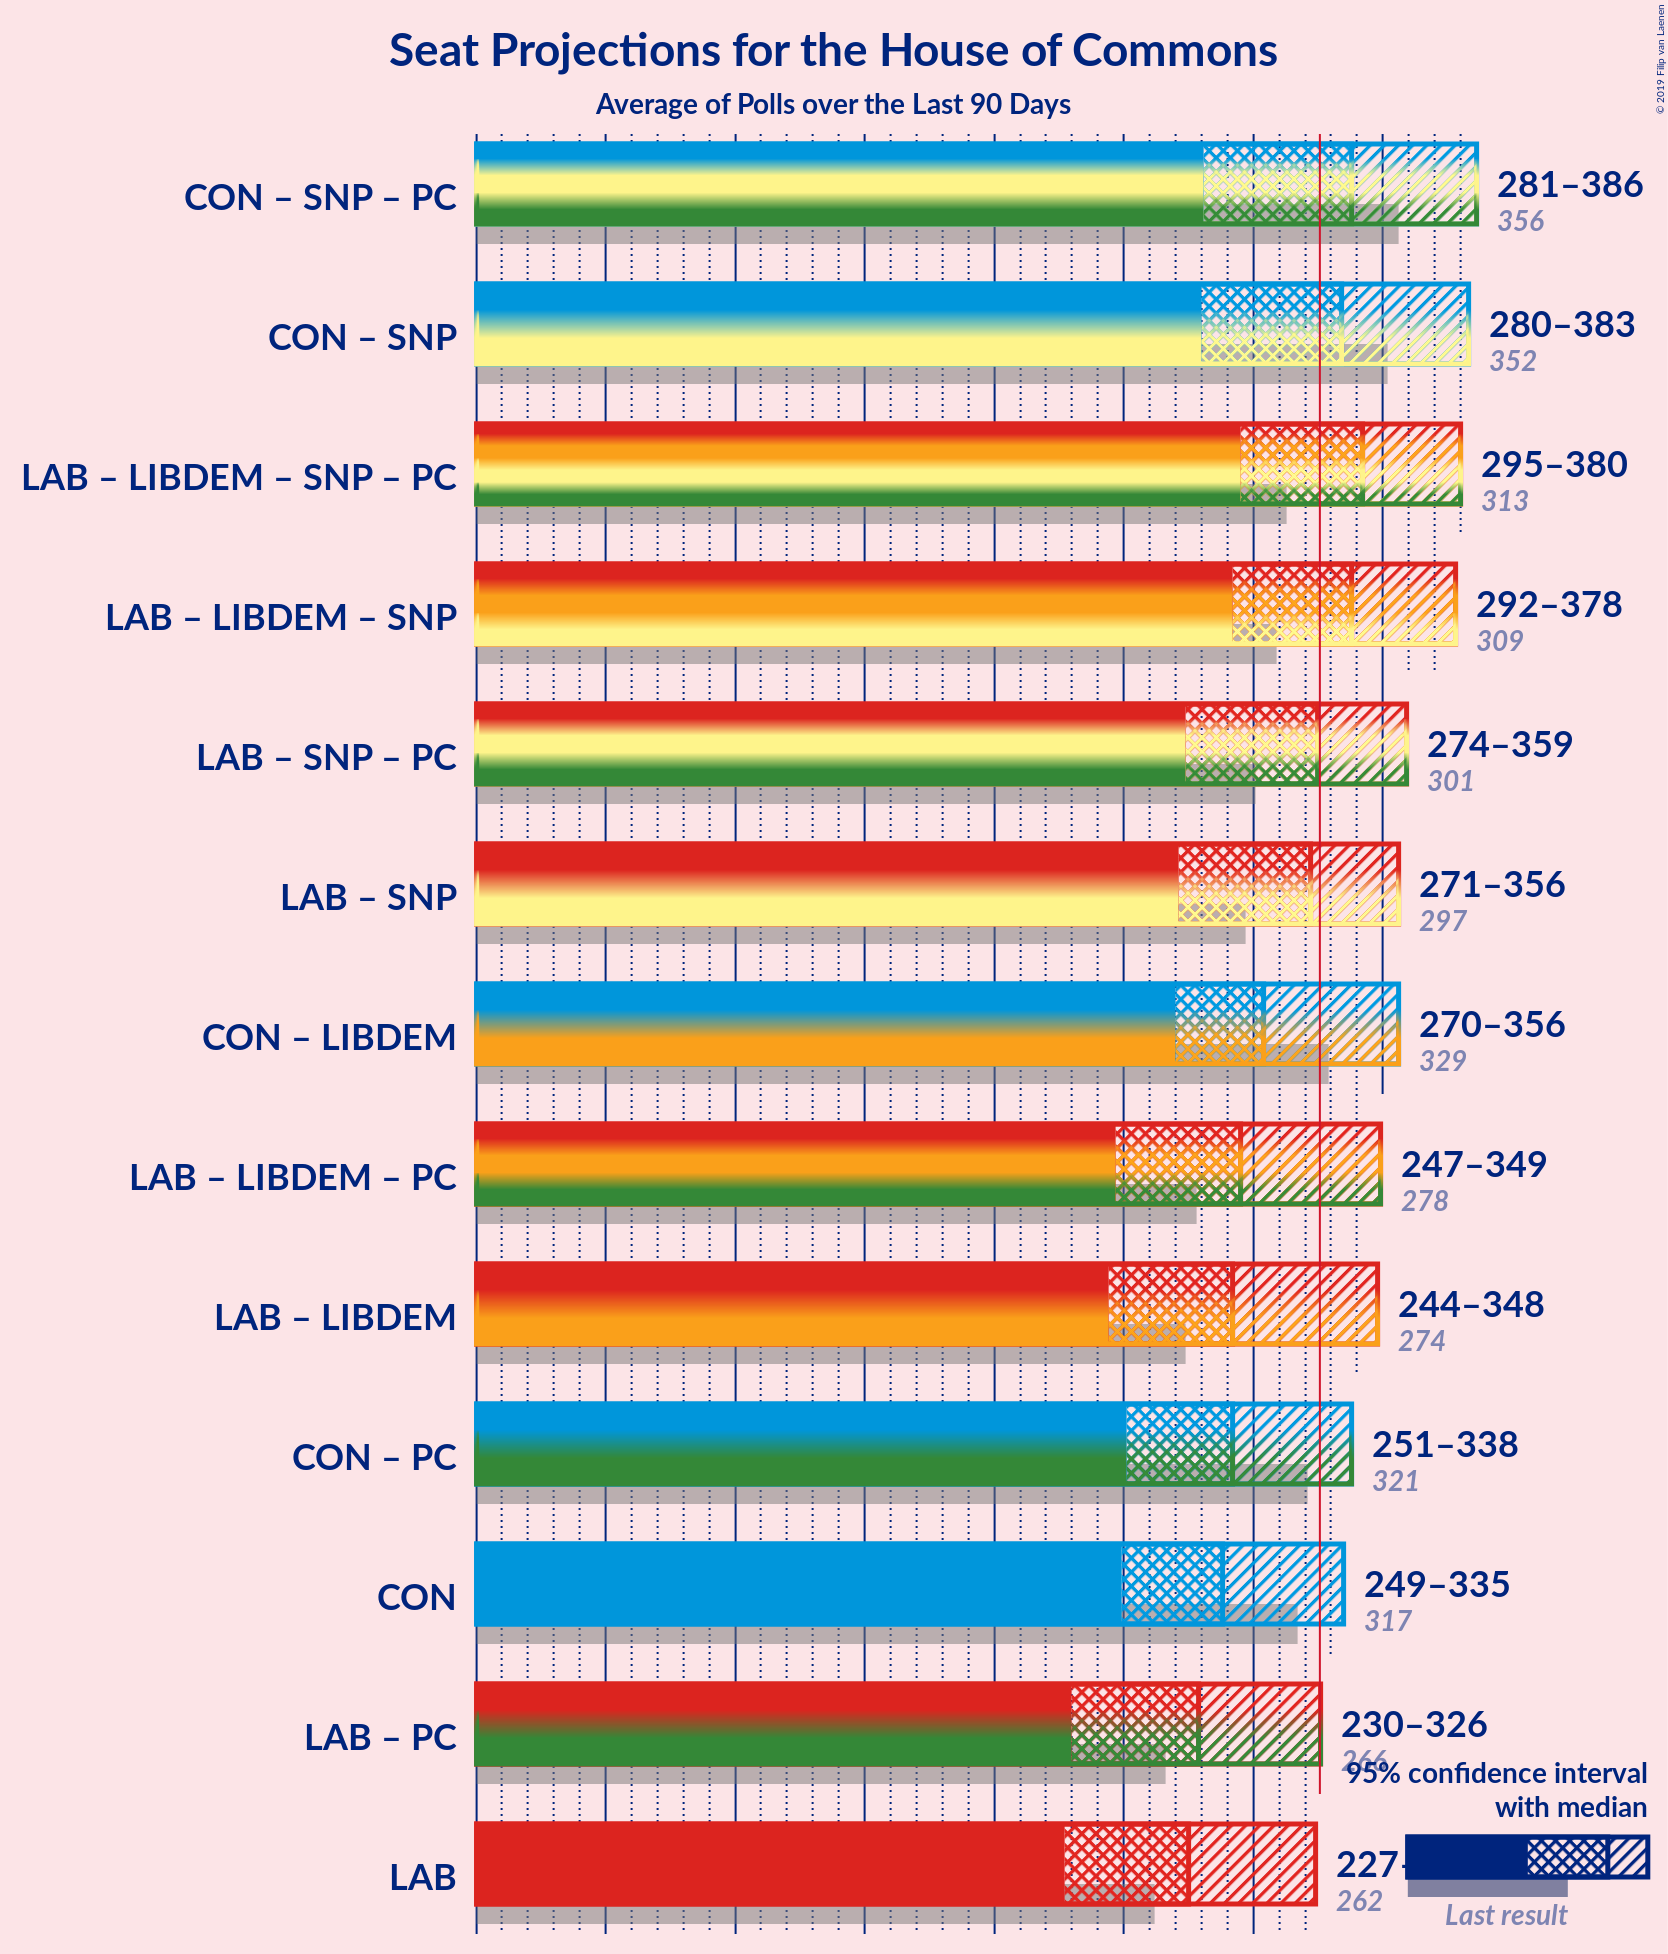 Seat Projections for the House of Commons
Average of Polls over the Last 90 Days
© 2019 Filip van Laenen
CON – SNP – PC
281–386
356
CON – SNP
280–383
352
LAB – LIBDEM – SNP – PC
295–380
313
LAB – LIBDEM – SNP
292–378
309
LAB – SNP – PC
274–359
301
LAB – SNP
271–356
297
CON – LIBDEM
270–356
329
LAB – LIBDEM – PC
247–349
278
LAB – LIBDEM
244–348
274
CON – PC
251–338
321
CON
249–335
317
LAB – PC
230–326
266
95% confidence interval
with median
LAB
227–
262
Last result